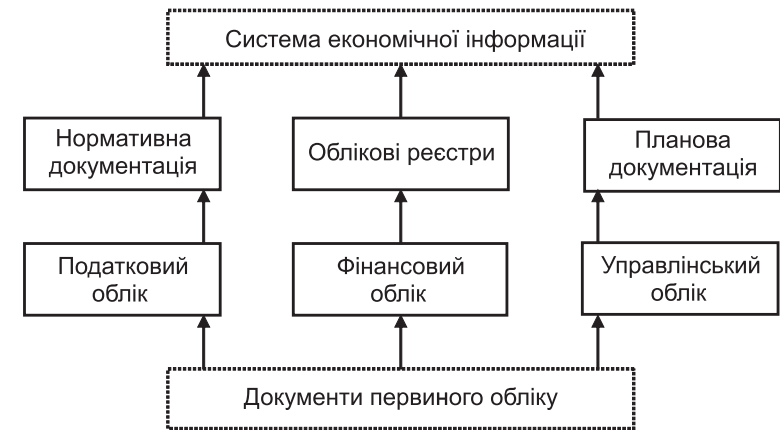 Система економічної інформації
Нормативна
документація
Облікові реєстри
Планова
документація
Податковий
облік
Фінансовий
облік
Управлінський
облік
Документи первиного обліку